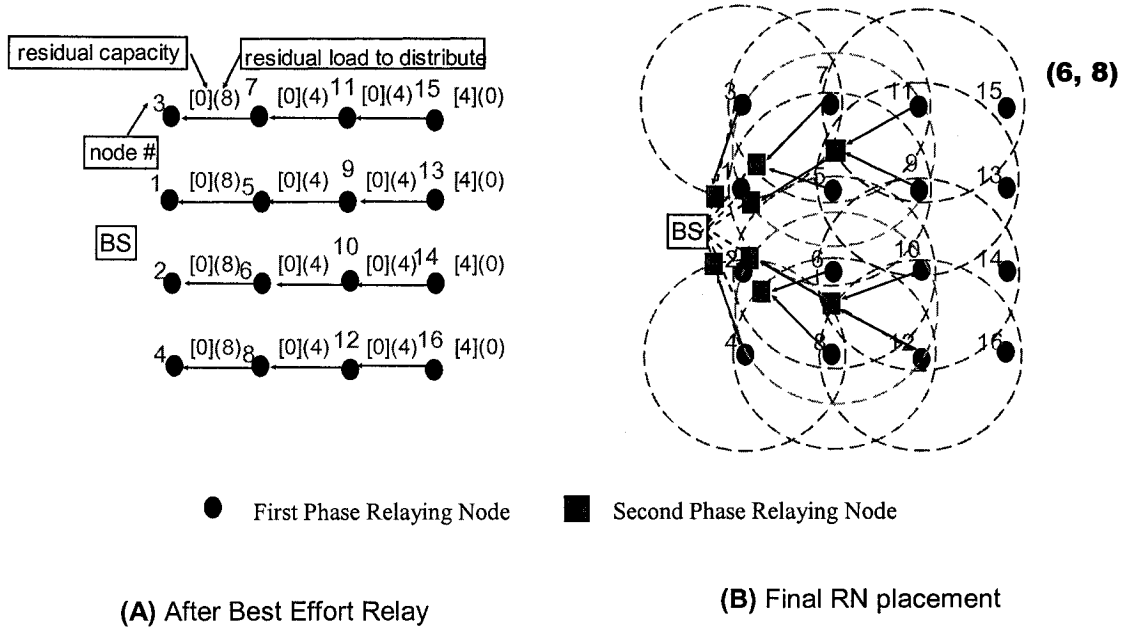 residual capacity
residual load to distribute
3 [0](8) 7 [0](4) 11 [0](4) 15 [4](0)
node #
1 [0](8) 5 [0](4) 9 [0](4) 13 [4](0)
BS
2 [0](8) 6 [0](4) 10 [0](4) 14 [4](0)
4 [0](8) 8 [0](4) 12 [0](4) 16 [4](0)
(6, 8)
3 7 11 15
1 5 9 13
BS
2 6 10 14
4 8 12 16
First Phase Relaying Node
Second Phase Relaying Node
(A) After Best Effort Relay
(B) Final RN placement